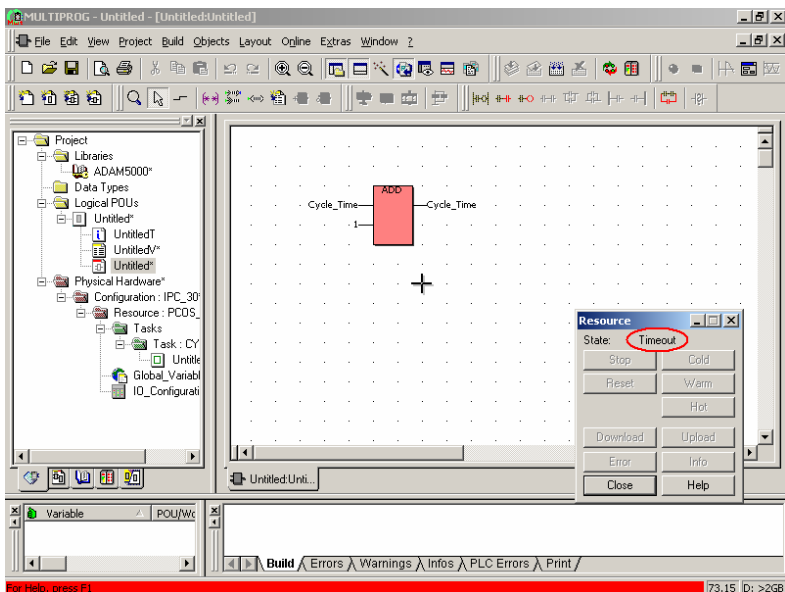 MULTIPROG - Untitled - [Untitled:Untitled]
File Edit View Project Build Objects Layout Online Extras Window ?
Project
Libraries
ADAM5000*
Data Types
Logical POUs
Untitled*
UntitledT
UntitledV*
Untitled*
Physical Hardware*
Configuration : IPC_30
Resource : PCOS_
Tasks
Task : CY
Untitle
Global_Variabl
IO_Configurati
ADD
Cycle_Time
Cycle_Time
1
Resource
State: Timeout
Stop Cold
Reset Warm
Hot
Download Upload
Error Info
Close Help
Untitled:Unti...
Variable POU/Wo
Build Errors Warnings Infos PLC Errors Print
For Help, press F1
73.15 D: >2GB